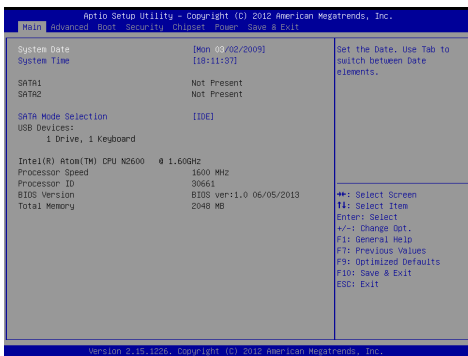 Aptio Setup Utility – Copyright (C) 2012 American Megatrends, Inc.
Main Advanced Boot Security Chipset Power Save & Exit
System Date [Mon 03/02/2009]
System Time [18:11:37]
SATA1 Not Present
SATA2 Not Present
SATA Mode Selection [IDE]
USB Devices:
1 Drive, 1 Keyboard
Intel(R) Atom(TM) CPU N2600 @ 1.60GHz
Processor Speed 1600 MHz
Processor ID 30661
BIOS Version BIOS ver:1.0 06/05/2013
Total Memory 2048 MB
Set the Date. Use Tab to
switch between Date
elements.
→←: Select Screen
↑↓: Select Item
Enter: Select
+/-: Change Opt.
F1: General Help
F7: Previous Values
F9: Optimized Defaults
F10: Save & Exit
ESC: Exit
Version 2.15.1226. Copyright (C) 2012 American Megatrends, Inc.